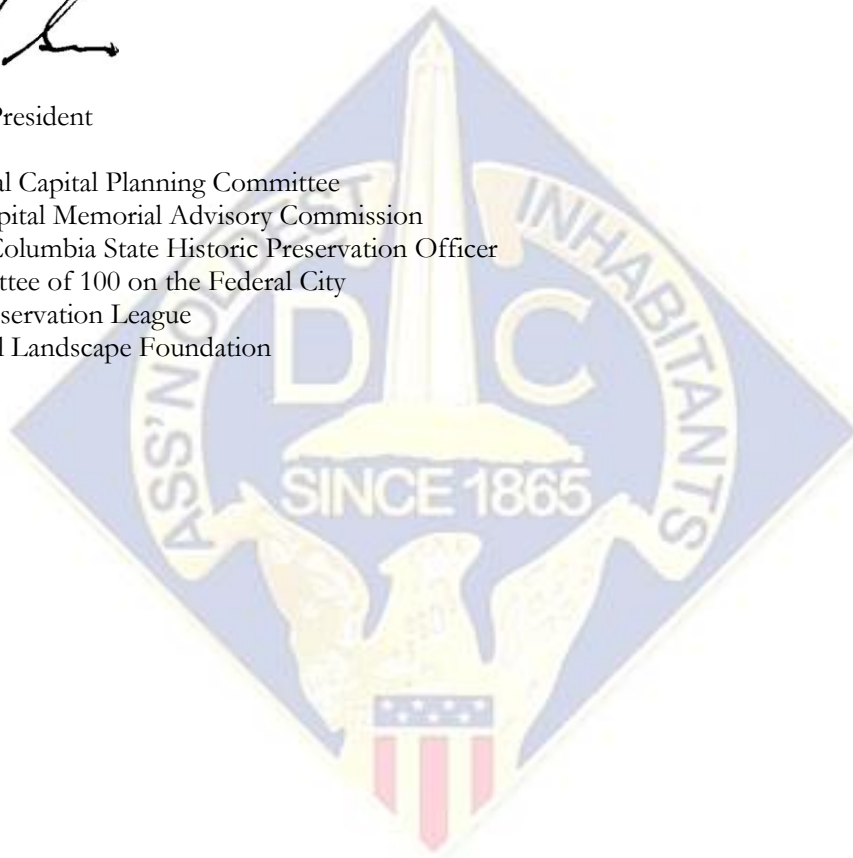 President
al Capital Planning Committee
pital Memorial Advisory Commission
Columbia State Historic Preservation Officer
ttee of 100 on the Federal City
servation League
l Landscape Foundation
ASS'N OLDEST INHABITANTS
D C
SINCE 1865